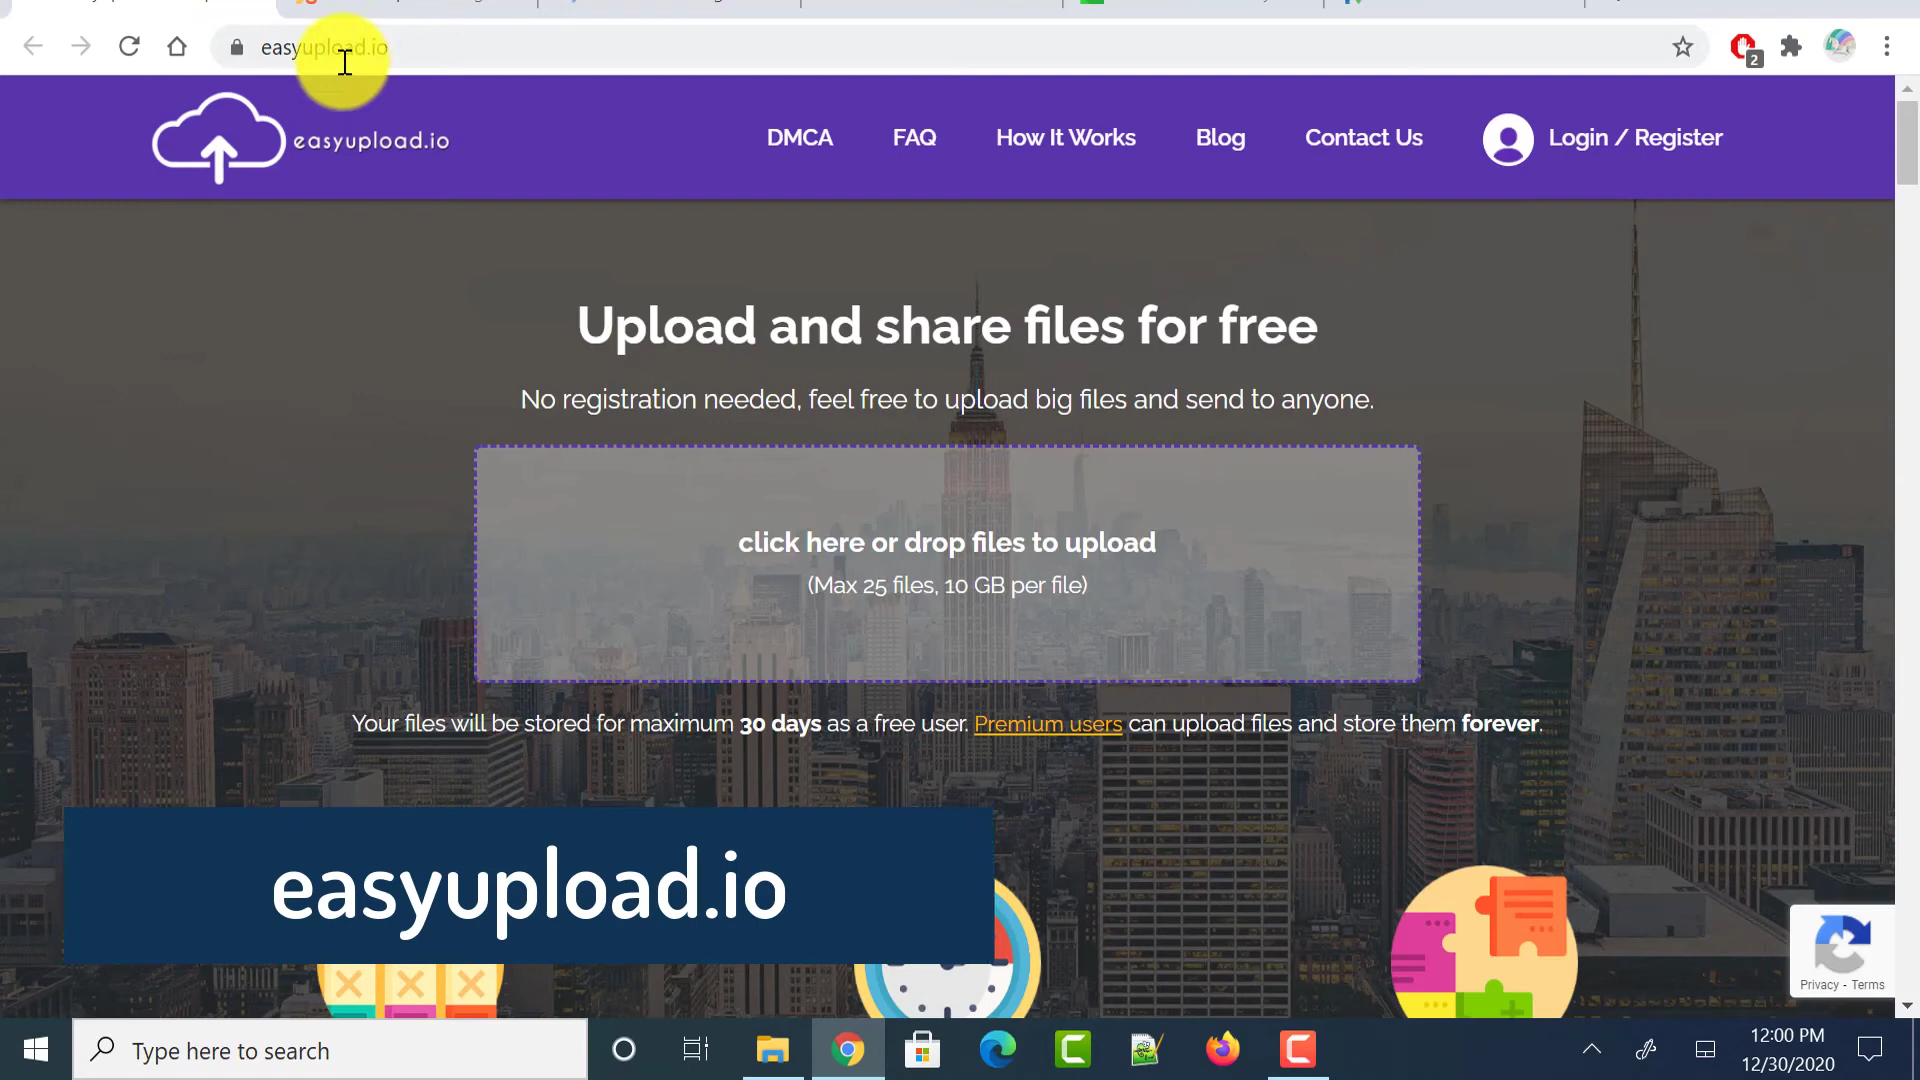 easyupload.io
2
easyupload.io
DMCA
FAQ
How It Works
Blog
Contact Us
Login / Register
Upload and share files for free
No registration needed, feel free to upload big files and send to anyone.
click here or drop files to upload
(Max 25 files, 10 GB per file)
Your files will be stored for maximum 30 days as a free user. Premium users can upload files and store them forever.
easyupload.io
Privacy - Terms
Type here to search
12:00 PM
12/30/2020